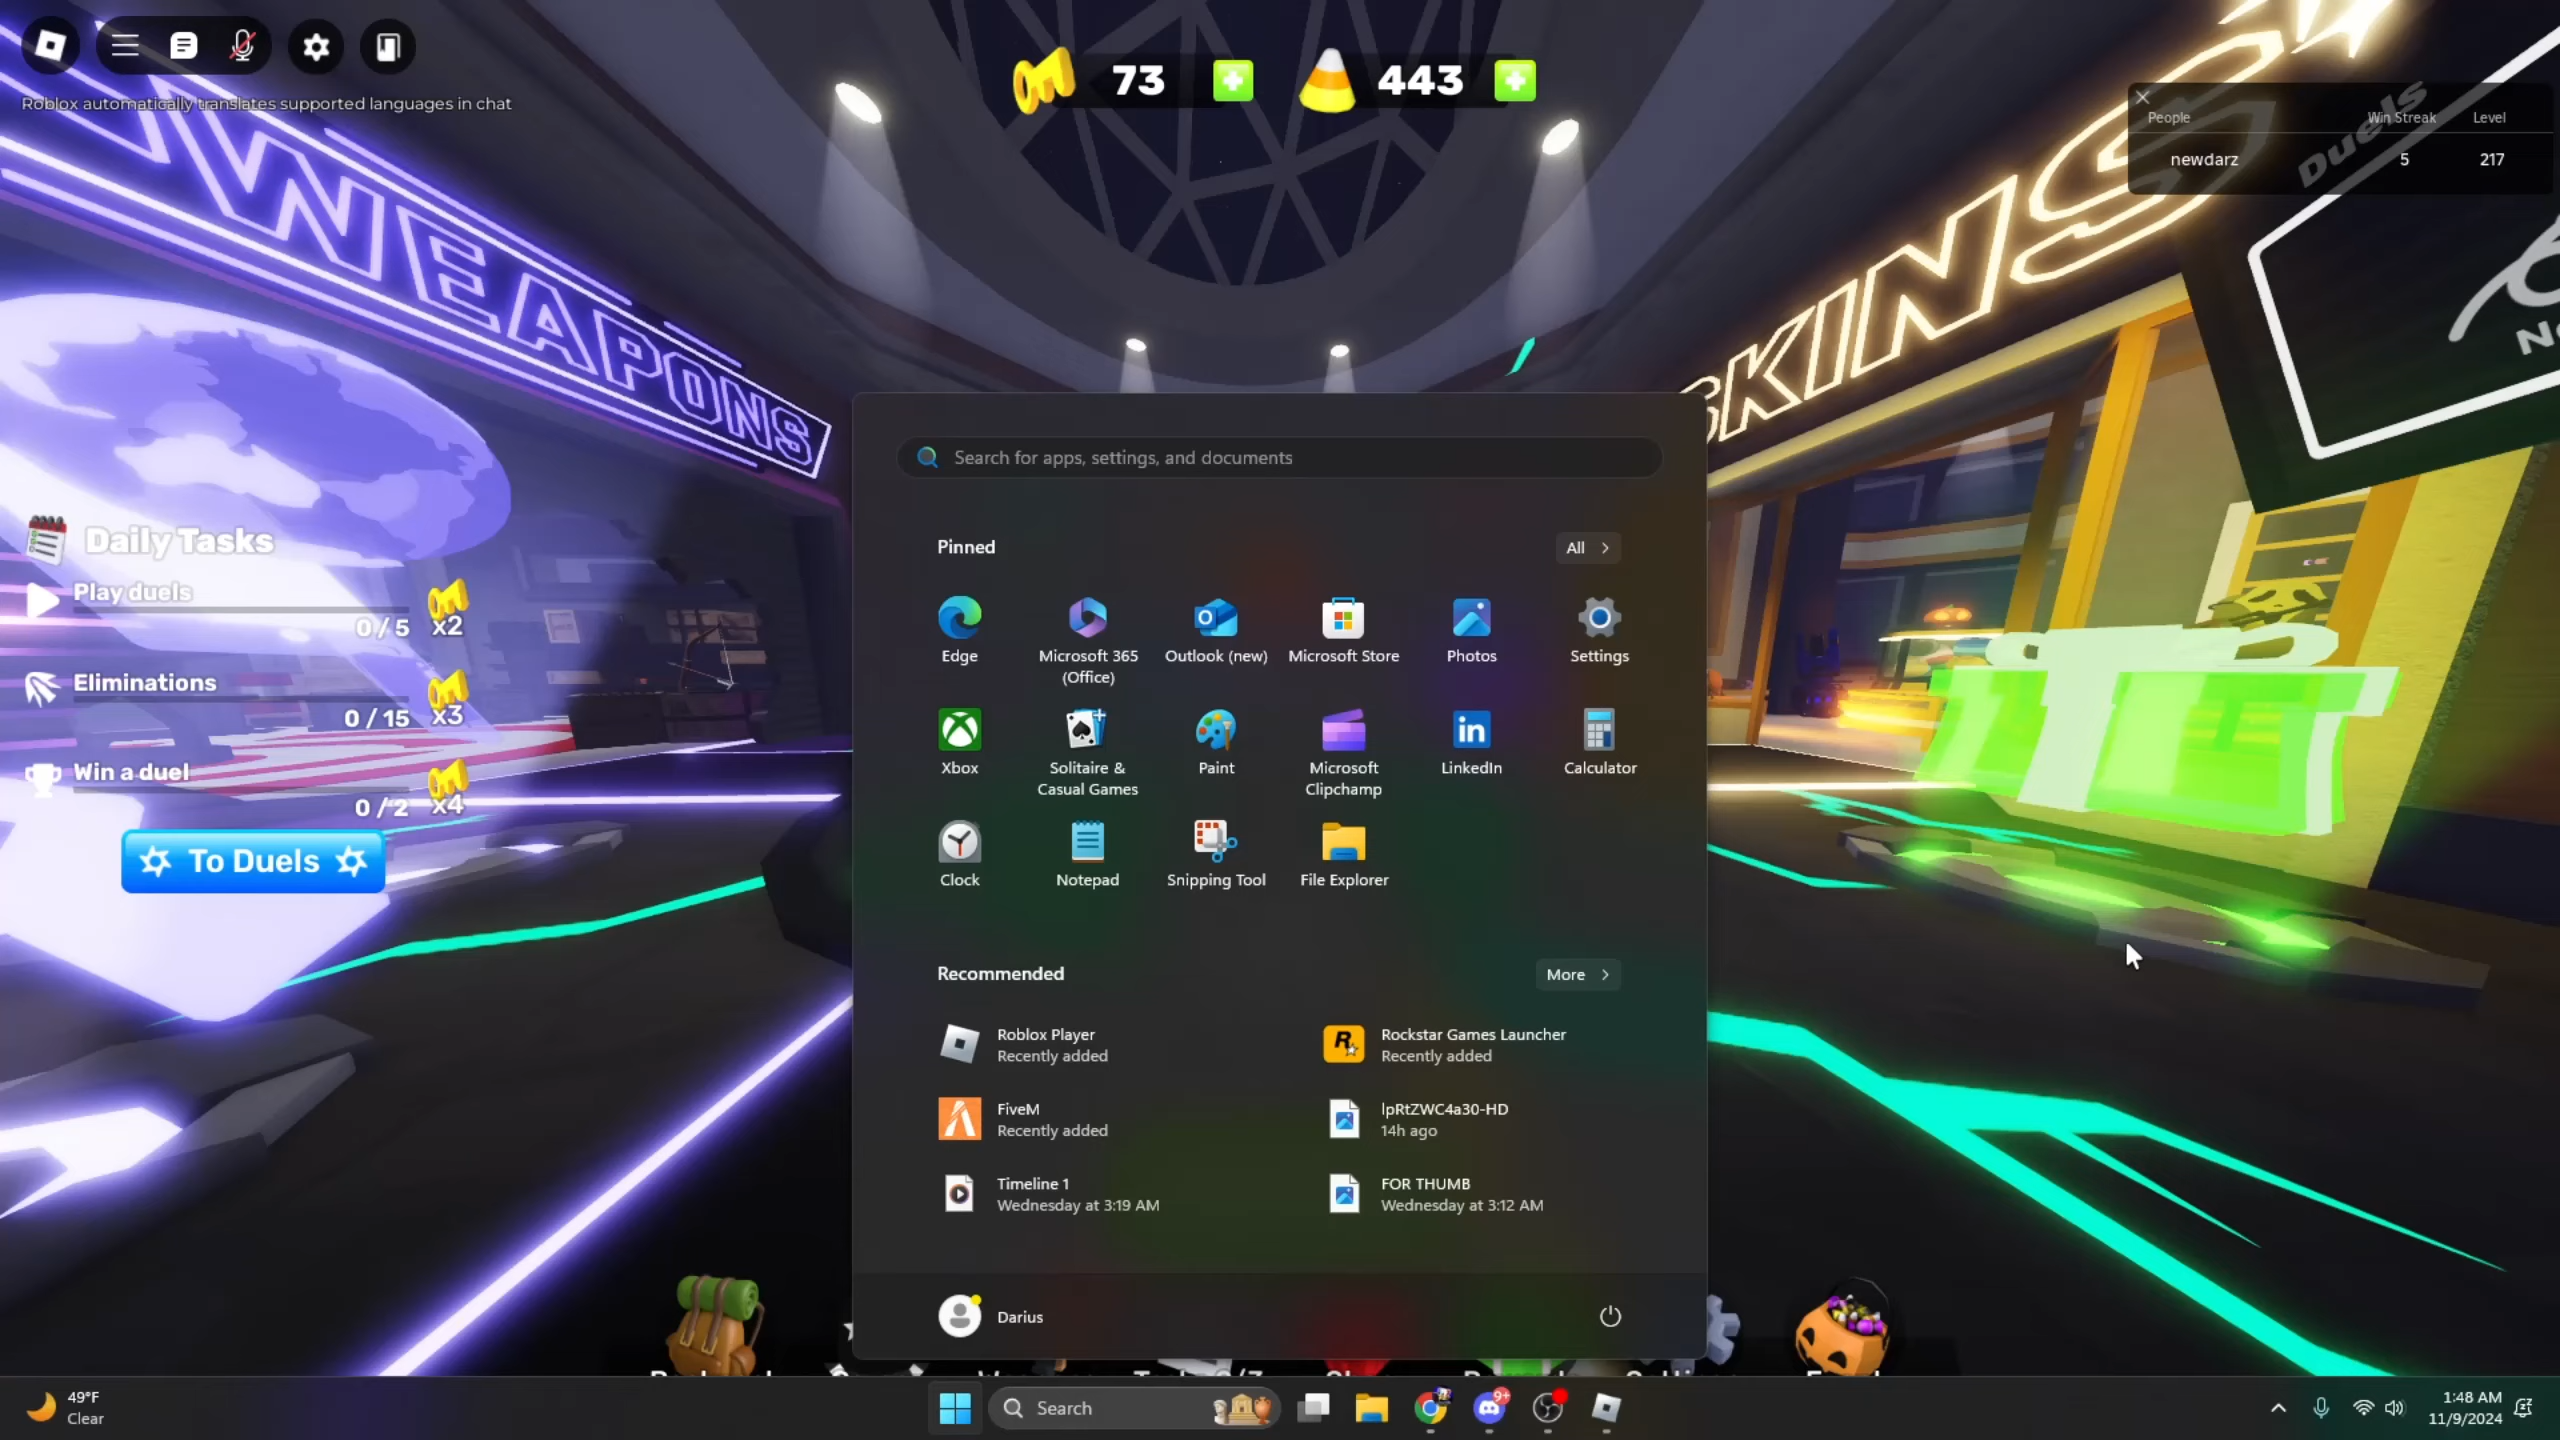 Roblox automatically translates supported languages in chat
73
443
People
Win Streak
Level
newdarz
5
217
Duels
WEAPONS
SKINS
Daily Tasks
Play duels
0 / 5
x2
Eliminations
0 / 15
x3
Win a duel
0 / 2
x4
To Duels
Search for apps, settings, and documents
Pinned
All
Edge
Microsoft 365
(Office)
Outlook (new)
Microsoft Store
Photos
Settings
Xbox
Solitaire &
Casual Games
Paint
Microsoft
Clipchamp
LinkedIn
Calculator
Clock
Notepad
Snipping Tool
File Explorer
Recommended
More
Roblox Player
Recently added
Rockstar Games Launcher
Recently added
FiveM
Recently added
lpRtZWC4a30-HD
14h ago
Timeline 1
Wednesday at 3:19 AM
FOR THUMB
Wednesday at 3:12 AM
Darius
49°F
Clear
Search
9+
1:48 AM
11/9/2024